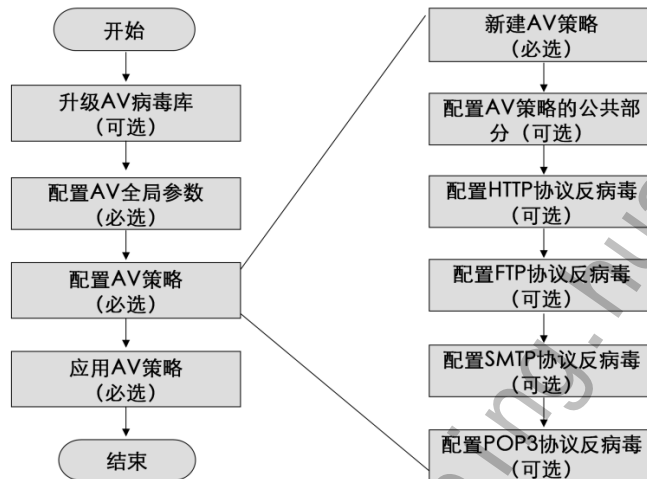 开始
升级AV病毒库
（可选）
配置AV全局参数
（必选）
配置AV策略
（必选）
应用AV策略
（必选）
结束
新建AV策略
（必选）
配置AV策略的公共部
分（可选）
配置HTTP协议反病毒
（可选）
配置FTP协议反病毒
（可选）
配置SMTP协议反病毒
（可选）
配置POP3协议反病毒
（可选）
ning.hu